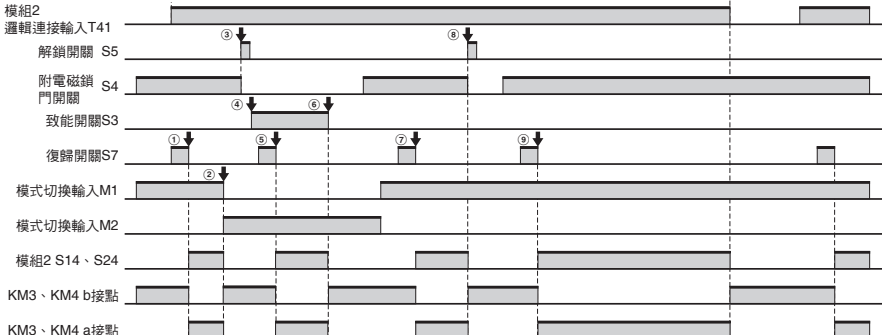 模組2
邏輯連接輸入T41
③
⑧
解鎖開關 S5
附電磁鎖
門開關
S4
④
⑥
致能開關S3
①
⑤
⑦
⑨
復歸開關S7
②
模式切換輸入M1
模式切換輸入M2
模組2 S14、S24
KM3、KM4 b接點
KM3、KM4 a接點